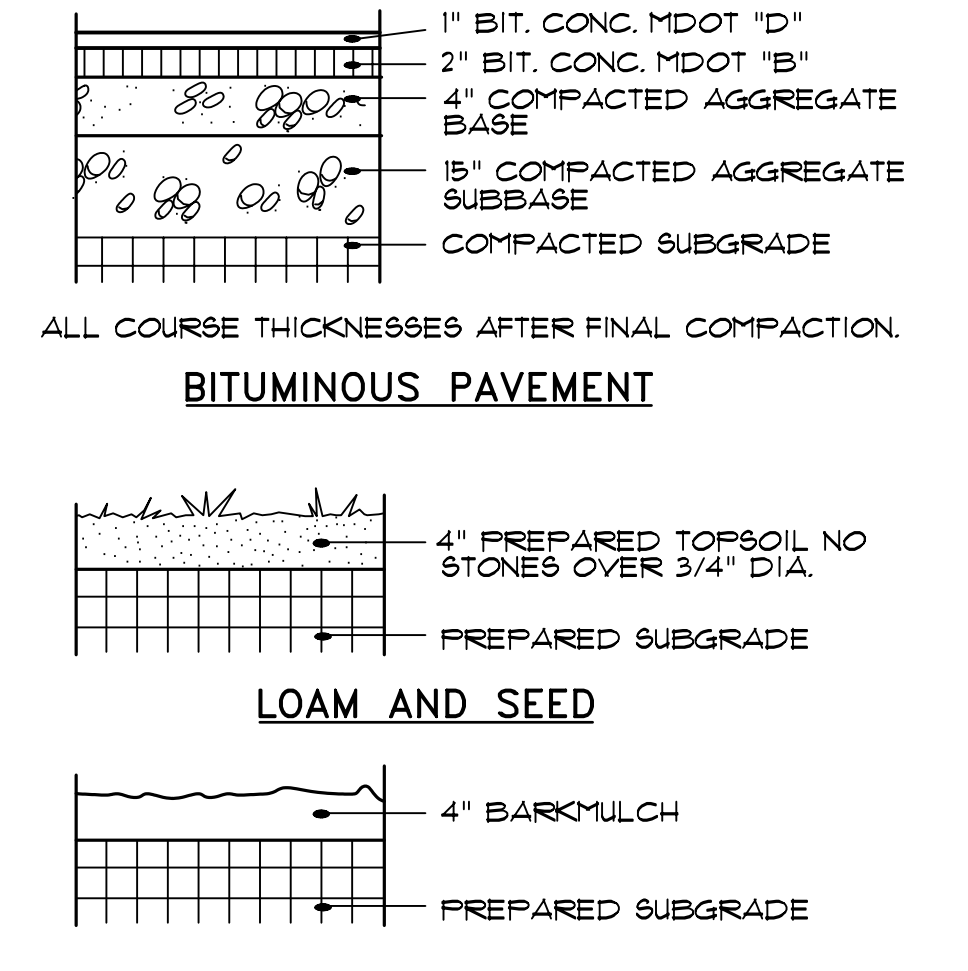 1" BIT. CONC. MDOT "D"
2" BIT. CONC. MDOT "B"
4" COMPACTED AGGREGATE
BASE
15" COMPACTED AGGREGATE
SUBBASE
COMPACTED SUBGRADE
ALL COURSE THICKNESSES AFTER FINAL COMPACTION.
BITUMINOUS PAVEMENT
4" PREPARED TOPSOIL NO
STONES OVER 3/4" DIA.
PREPARED SUBGRADE
LOAM AND SEED
4" BARKMULCH
PREPARED SUBGRADE